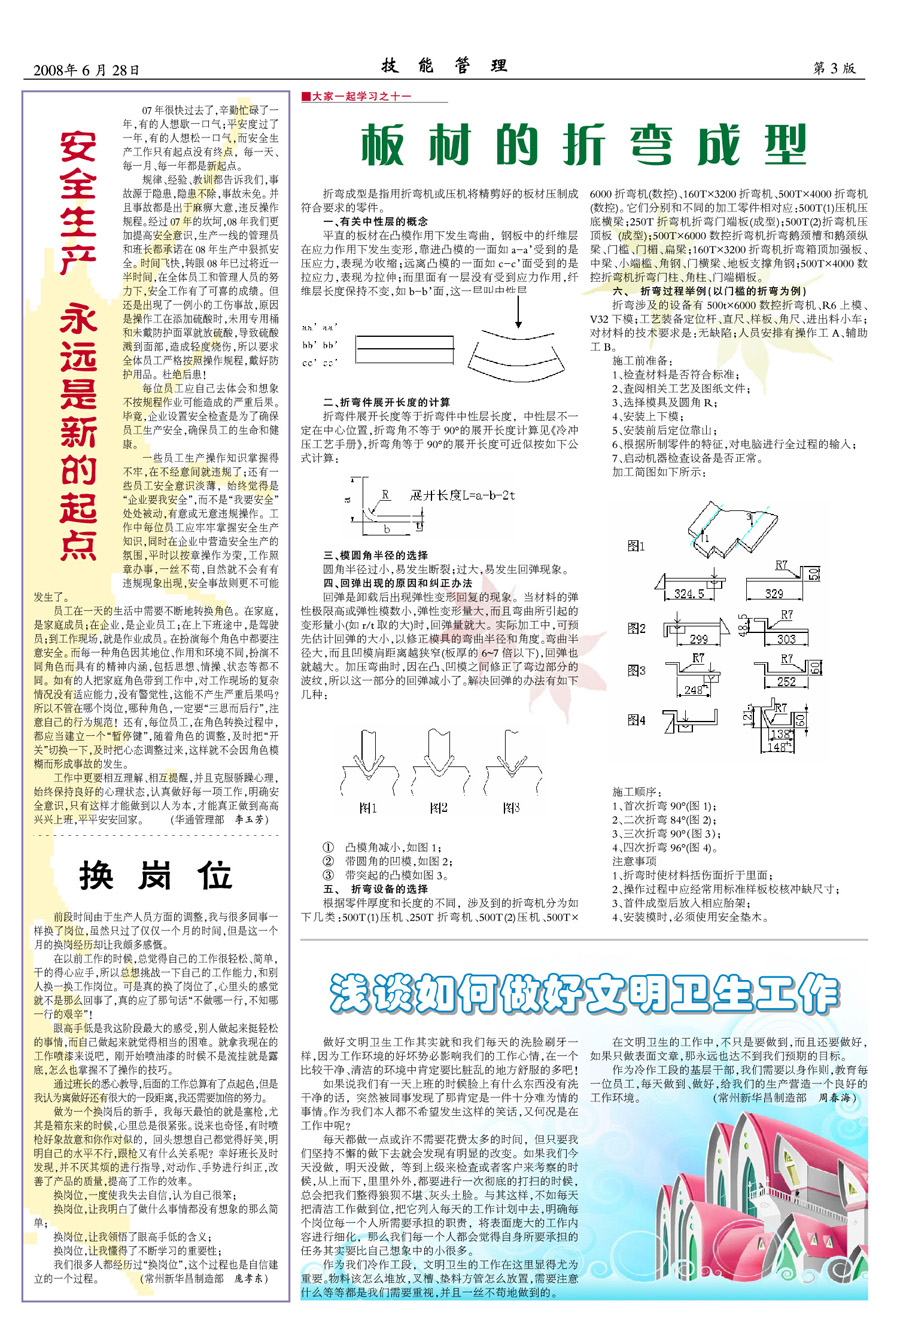 2008年6月28日
技 能 管 理
第3版
安全生产 永远是新的起点
07年很快过去了,辛勤忙碌了一
年,有的人想歇一口气;平安度过了
一年,有的人想松一口气,而安全生
产工作只有起点没有终点，每一天、
每一月、每一年都是新起点。
规律、经验、教训都告诉我们,事
故源于隐患,隐患不除,事故未免。并
且事故都是出于麻痹大意,违反操作
规程。经过07年的坎坷,08年我们更
加提高安全意识,生产一线的管理员
和班长都承诺在08年生产中狠抓安
全。时间飞快,转眼08年已过将近一
半时间,在全体员工和管理人员的努
力下,安全工作有了可喜的成绩。但
还是出现了一例小的工伤事故,原因
是操作工在添加硫酸时,未用专用桶
和未戴防护面罩就放硫酸,导致硫酸
溅到面部,造成轻度烧伤,所以要求
全体员工严格按照操作规程,戴好防
护用品。杜绝后患!
每位员工应自己去体会和想象
不按规程作业可能造成的严重后果。
毕竟,企业设置安全检查是为了确保
员工生产安全,确保员工的生命和健
康。
一些员工生产操作知识掌握得
不牢,在不经意间就违规了;还有一
些员工安全意识淡薄，始终觉得是
“企业要我安全”,而不是“我要安全”
处处被动,有意或无意违规操作。工
作中每位员工应牢牢掌握安全生产
知识,同时在企业中营造安全生产的
氛围,平时以按章操作为荣,工作照
章办事,一丝不苟,自然就不会有有
违规现象出现,安全事故则更不可能
发生了。
员工在一天的生活中需要不断地转换角色。在家庭,
是家庭成员;在企业,是企业员工;在上下班途中,是驾驶
员;到工作现场,就是作业成员。在扮演每个角色中都要注
意安全。而每一种角色因其地位、作用和环境不同,扮演不
同角色而具有的精神内涵,包括思想、情操、状态等都不
同。如有的人把家庭角色带到工作中,对工作现场的复杂
情况没有适应能力,没有警觉性,这能不产生严重后果吗?
所以不管在哪个岗位,哪种角色,一定要“三思而后行”,注
意自己的行为规范！还有,每位员工,在角色转换过程中,
都应当建立一个“暂停键”,随着角色的调整,及时把“开
关”切换一下,及时把心态调整过来,这样就不会因角色模
糊而形成事故的发生。
工作中更要相互理解、相互提醒,并且克服骄躁心理,
始终保持良好的心理状态,认真做好每一项工作,明确安
全意识,只有这样才能做到以人为本,才能真正做到高高
兴兴上班,平平安安回家。 (华通管理部 李玉芳)
换 岗 位
前段时间由于生产人员方面的调整,我与很多同事一
样换了岗位,虽然只过了仅仅一个月的时间,但是这一个
月的换岗经历却让我颇多感慨。
在以前工作的时候,总觉得自己的工作很轻松、简单,
干的得心应手,所以总想挑战一下自己的工作能力,和别
人换一换工作岗位。可是真的换了岗位了,心里头的感觉
就不是那么回事了,真的应了那句话“不做哪一行,不知哪
一行的艰辛”!
眼高手低是我这阶段最大的感受,别人做起来挺轻松
的事情,而自己做起来就觉得相当的困难。就拿我现在的
工作喷漆来说吧，刚开始喷油漆的时候不是流挂就是露
底,怎么也掌握不了操作的技巧。
通过班长的悉心教导,后面的工作总算有了点起色,但是
我认为离做好还有很大的一段距离,我还需要加倍的努力。
做为一个换岗后的新手，我每天最怕的就是塞枪,尤
其是箱东来的时候,心里总是很紧张。说来也奇怪,有时喷
枪好象故意和你作对似的，回头想想自己都觉得好笑,明
明自己的水平不行,跟枪又有什么关系呢? 幸好班长及时
发现,并不厌其烦的进行指导,对动作、手势进行纠正,改
善了产品的质量,提高了工作的效率。
换岗位,一度使我失去自信,认为自己很笨;
换岗位,让我明白了做什么事情都没有想象的那么简
单;
换岗位,让我领悟了眼高手低的含义;
换岗位,让我懂得了不断学习的重要性;
我们很多人都经历过“换岗位”,这个过程也是自信建
立的一个过程。 (常州新华昌制造部 庞孝东)
■大家一起学习之十一
板材的折弯成型
折弯成型是指用折弯机或压机将精剪好的板材压制成
符合要求的零件。
一、有关中性层的概念
平直的板材在凸模作用下发生弯曲，钢板中的纤维层
在应力作用下发生变形,靠进凸模的一面如a-a'受到的是
压应力,表现为收缩;远离凸模的一面如c-c'面受到的是
拉应力,表现为拉伸;而里面有一层没有受到应力作用,纤
维层长度保持不变,如b-b'面,这一层叫中性层
aa' aa'
bb' bb'
cc' cc'
二、折弯件展开长度的计算
折弯件展开长度等于折弯件中性层长度，中性层不一
定在中心位置,折弯角不等于90°的展开长度计算见《冷冲
压工艺手册》,折弯角等于90°的展开长度可近似按如下公
式计算:
a
R
b
展开长度L=a-b-2t
三、模圆角半径的选择
圆角半径过小,易发生断裂;过大,易发生回弹现象。
四、回弹出现的原因和纠正办法
回弹是卸载后出现弹性变形回复的现象。当材料的弹
性极限高或弹性模数小,弹性变形量大,而且弯曲所引起的
变形量小(如r/t取的大)时,回弹量就大。实际加工中,可预
先估计回弹的大小,以修正模具的弯曲半径和角度。弯曲半
径大,而且凹模肩距离越狭窄(板厚的6~7倍以下),回弹也
就越大。加压弯曲时,因在凸、凹模之间修正了弯边部分的
波纹,所以这一部分的回弹减小了。解决回弹的办法有如下
几种:
图1
图2
图3
① 凸模角减小,如图1;
② 带圆角的凹模,如图2;
③ 带突起的凸模如图3。
五、 折弯设备的选择
根据零件厚度和长度的不同，涉及到的折弯机分为如
下几类:500T(1)压机、250T折弯机、500T(2)压机、500T×
6000折弯机(数控)、160T×3200折弯机、500T×4000折弯机
(数控)。它们分别和不同的加工零件相对应;500T(1)压机压
底横梁;250T折弯机折弯门端板(成型);500T(2)折弯机压
顶板(成型);500T×6000数控折弯机折弯鹅颈槽和鹅颈纵
梁、门槛、门楣、扁梁;160T×3200折弯机折弯箱顶加强板、
中梁、小端槛、角钢、门横梁、地板支撑角钢;500T×4000数
控折弯机折弯门柱、角柱、门端楣板。
六、 折弯过程举例(以门槛的折弯为例)
折弯涉及的设备有500t×6000数控折弯机、R6上模、
V32下模;工艺装备定位杆、直尺、样板、角尺、进出料小车;
对材料的技术要求是:无缺陷;人员安排有操作工A、辅助
工B。
施工前准备:
1、检查材料是否符合标准;
2、查阅相关工艺及图纸文件;
3、选择模具及圆角R;
4、安装上下模;
5、安装前后定位靠山;
6、根据所制零件的特征,对电脑进行全过程的输入;
7、启动机器检查设备是否正常。
加工简图如下所示:
图1
1
3
324.5
R7
50
329
图2
299
48.5
R7
303
图3
R7
248
R7
60
252
图4
121
R7
60
138
148
施工顺序:
1、首次折弯90°(图1);
2、二次折弯84°(图2);
3、三次折弯90°(图3);
4、四次折弯96°(图4)。
注意事项
1、折弯时使材料括伤面折于里面;
2、操作过程中应经常用标准样板校核冲缺尺寸;
3、首件成型后放入相应胎架;
4、安装模时,必须使用安全垫木。
浅谈如何做好文明卫生工作
做好文明卫生工作其实就和我们每天的洗脸刷牙一
样,因为工作环境的好坏势必影响我们的工作心情,在一个
比较干净、清洁的环境中肯定要比脏乱的地方舒服的多吧!
如果说我们有一天上班的时候脸上有什么东西没有洗
干净的话，突然被同事发现了那肯定是一件十分难为情的
事情。作为我们本人都不希望发生这样的笑话,又何况是在
工作中呢?
每天都做一点或许不需要花费太多的时间，但只要我
们坚持不懈的做下去就会发现有明显的改变。如果我们今
天没做，明天没做，等到上级来检查或者客户来考察的时
候,从上而下,里里外外,都要进行一次彻底的打扫的时候,
总会把我们整得狼狈不堪、灰头土脸。与其这样,不如每天
把清洁工作做到位,把它列入每天的工作计划中去,明确每
个岗位每一个人所需要承担的职责，将表面庞大的工作内
容进行细化，那么我们每一个人都会觉得自身所要承担的
任务其实要比自己想象中的小很多。
作为我们冷作工段，文明卫生的工作在这里显得尤为
重要。物料该怎么堆放,叉槽、垫料方管怎么放置,需要注意
什么等等都是我们需要重视,并且一丝不苟地做到的。
在文明卫生的工作中,不只是要做到,而且还要做好,
如果只做表面文章,那永远也达不到我们预期的目标。
作为冷作工段的基层干部,我们需要以身作则,教育每
一位员工,每天做到、做好,给我们的生产营造一个良好的
工作环境。 (常州新华昌制造部 周春海)